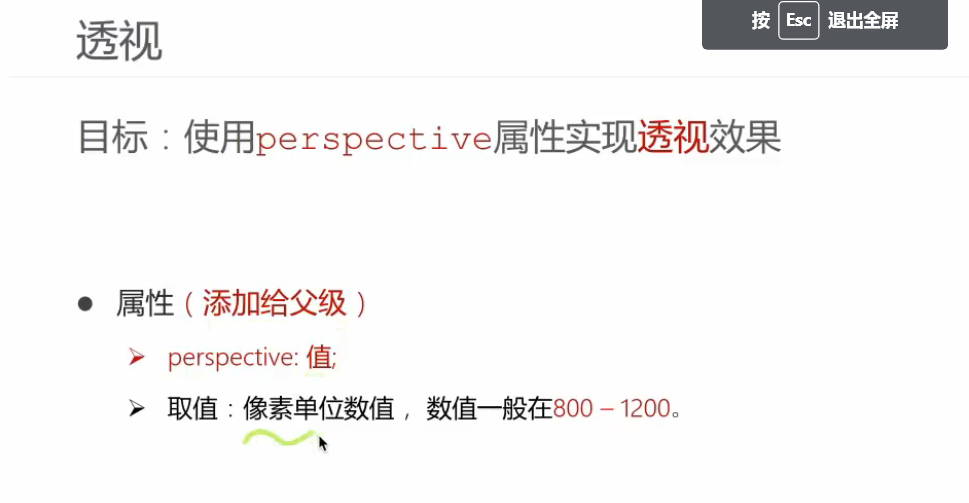 按 Esc 退出全屏
透视
目标：使用perspective属性实现透视效果
● 属性（添加给父级）
➢ perspective: 值;
➢ 取值：像素单位数值， 数值一般在800 – 1200。